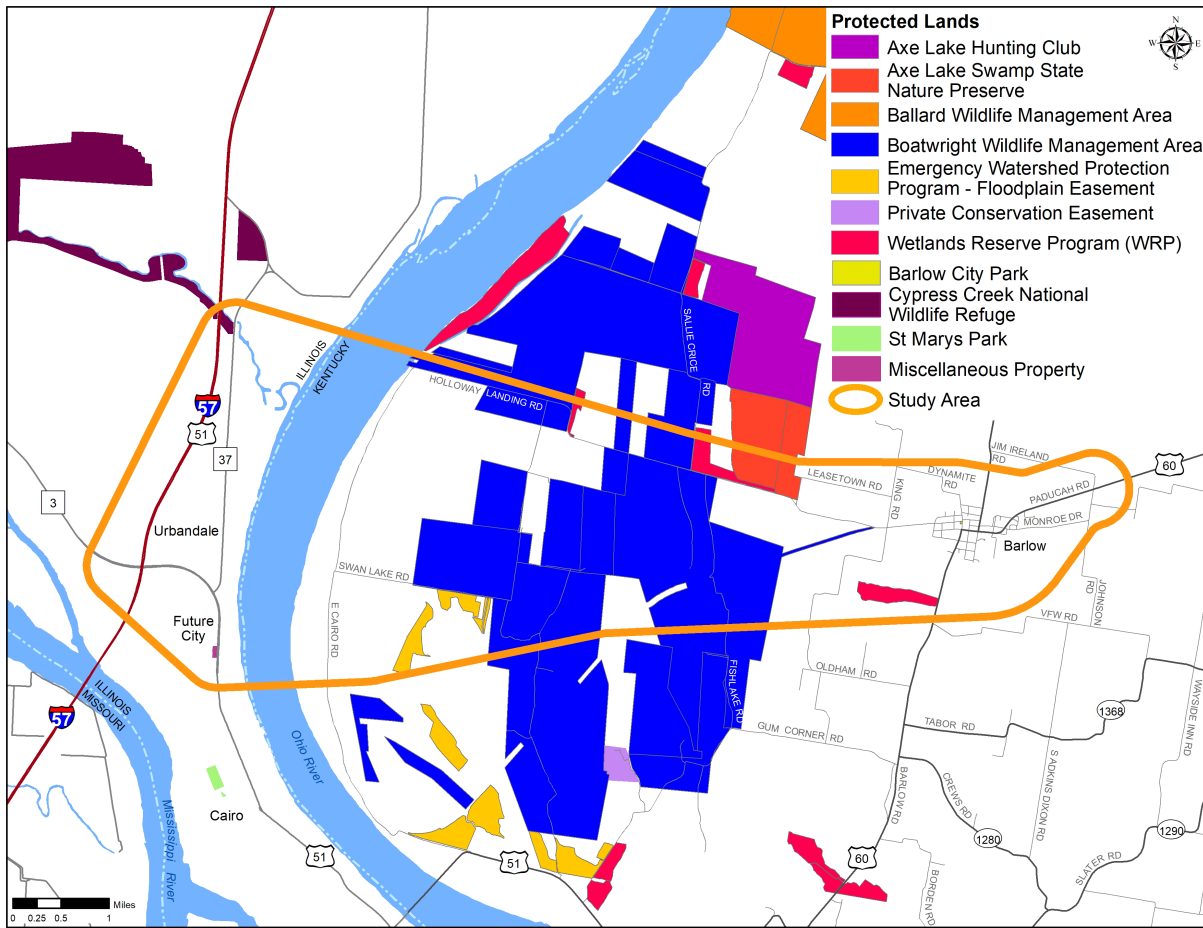 Protected Lands
Axe Lake Hunting Club
Axe Lake Swamp State
Nature Preserve
Ballard Wildlife Management Area
Boatwright Wildlife Management Area
Emergency Watershed Protection
Program - Floodplain Easement
Private Conservation Easement
Wetlands Reserve Program (WRP)
Barlow City Park
Cypress Creek National
Wildlife Refuge
St Marys Park
Miscellaneous Property
Study Area
N
W E
S
ILLINOIS
KENTUCKY
SALLIE CRICE
RD
HOLLOWAY
LANDING RD
57
51
37
3
Urbandale
JIM IRELAND
RD
DYNAMITE
RD
LEASETOWN RD
KING RD
PADUCAH RD
60
MONROE DR
Barlow
SWAN LAKE RD
E CAIRO RD
Future
City
JOHNSON
RD
VFW RD
OLDHAM RD
FISHLAKE RD
WAYSIDE INN RD
1368
TABOR RD
GUM CORNER RD
ILLINOIS
MISSOURI
57
Ohio River
S ADKINS DIXON RD
BARLOW RD
CREWS RD
Cairo
Mississippi River
51
51
60
1280
1290
SLATER RD
BORDEN RD
0 0.25 0.5 1 Miles